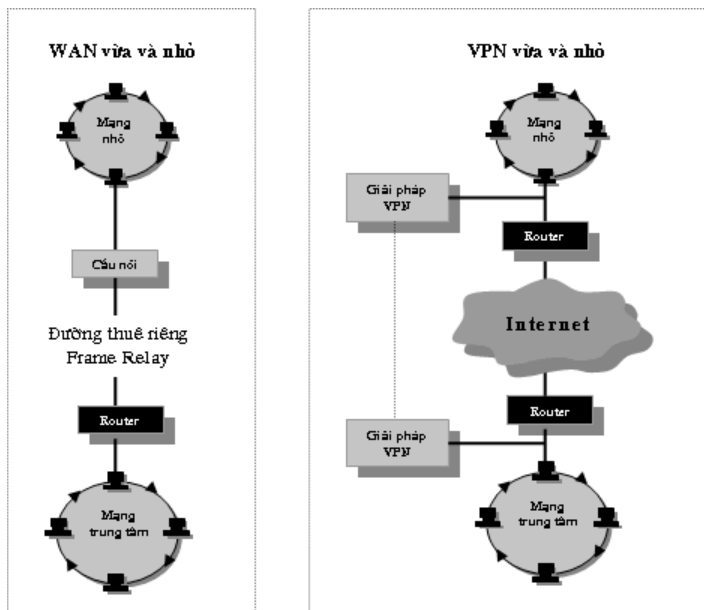 WAN vừa và nhỏ
Mạng
nhỏ
Cầu nối
Đường thuê riêng
Frame Relay
Router
Mạng
trung tâm
VPN vừa và nhỏ
Mạng
nhỏ
Giải pháp
VPN
Router
Internet
Router
Giải pháp
VPN
Mạng
trung tâm